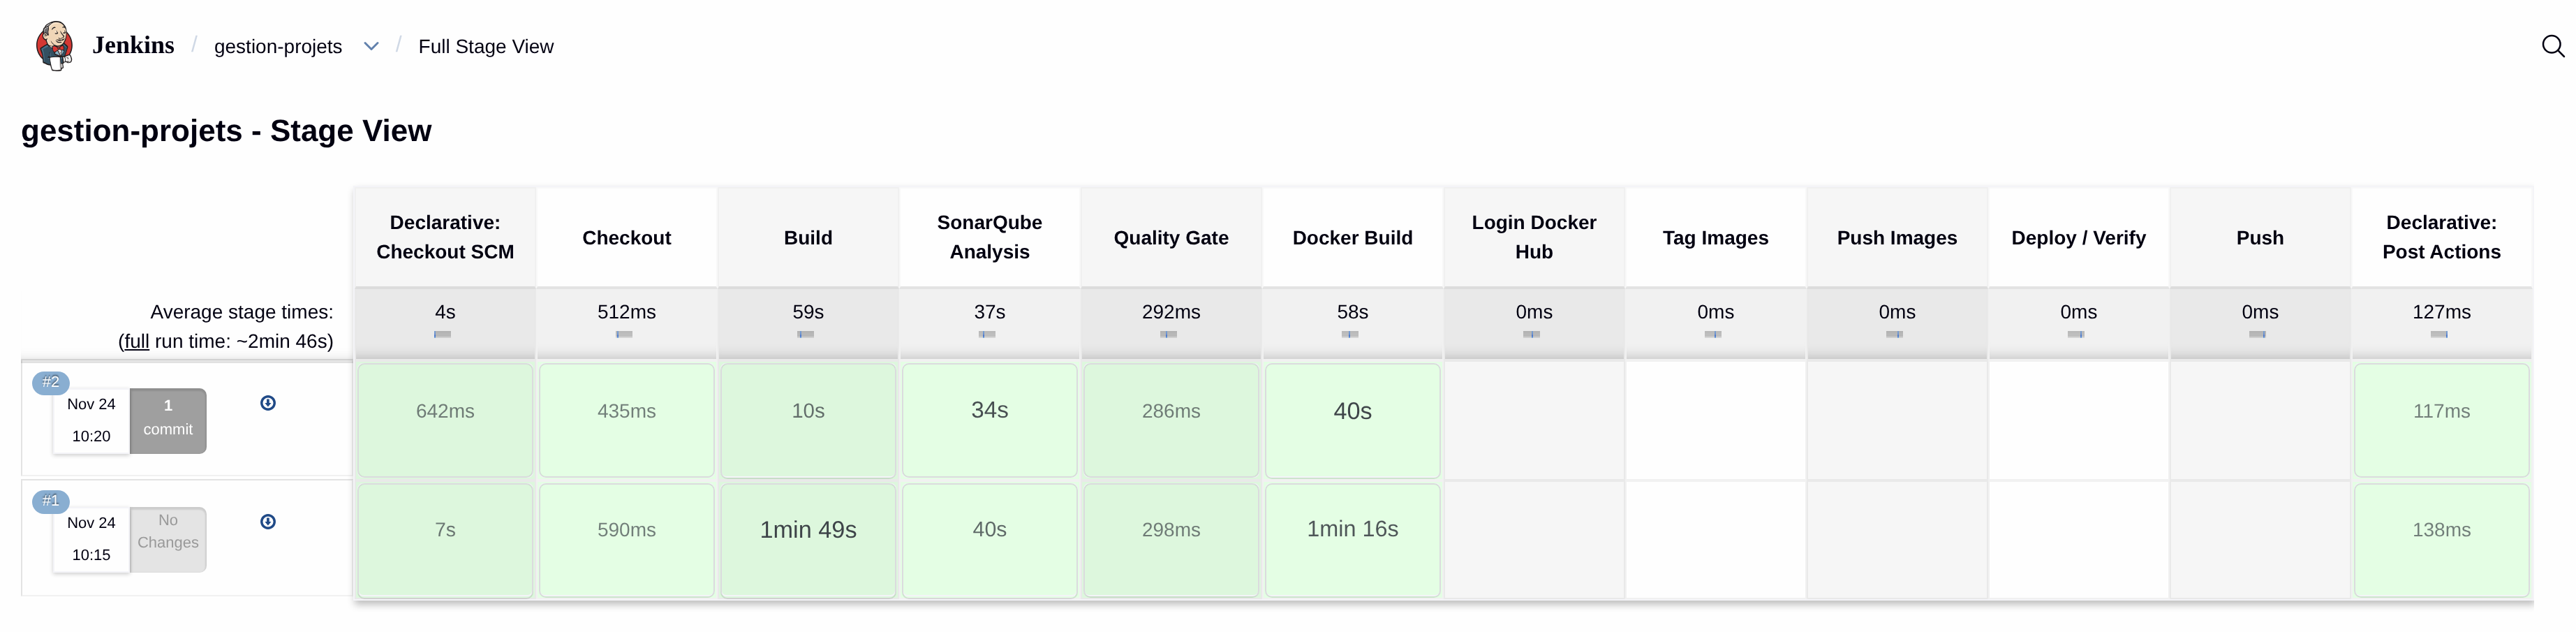 Jenkins / gestion-projets / Full Stage View
gestion-projets - Stage View
Declarative: Checkout SCM
Checkout
Build
SonarQube Analysis
Quality Gate
Docker Build
Login Docker Hub
Tag Images
Push Images
Deploy / Verify
Push
Declarative: Post Actions
Average stage times:
(full run time: ~2min 46s)
4s 512ms 59s 37s 292ms 58s 0ms 0ms 0ms 0ms 0ms 127ms
#2
Nov 24
10:20
1
commit
642ms 435ms 10s 34s 286ms 40s 117ms
#1
Nov 24
10:15
No
Changes
7s 590ms 1min 49s 40s 298ms 1min 16s 138ms